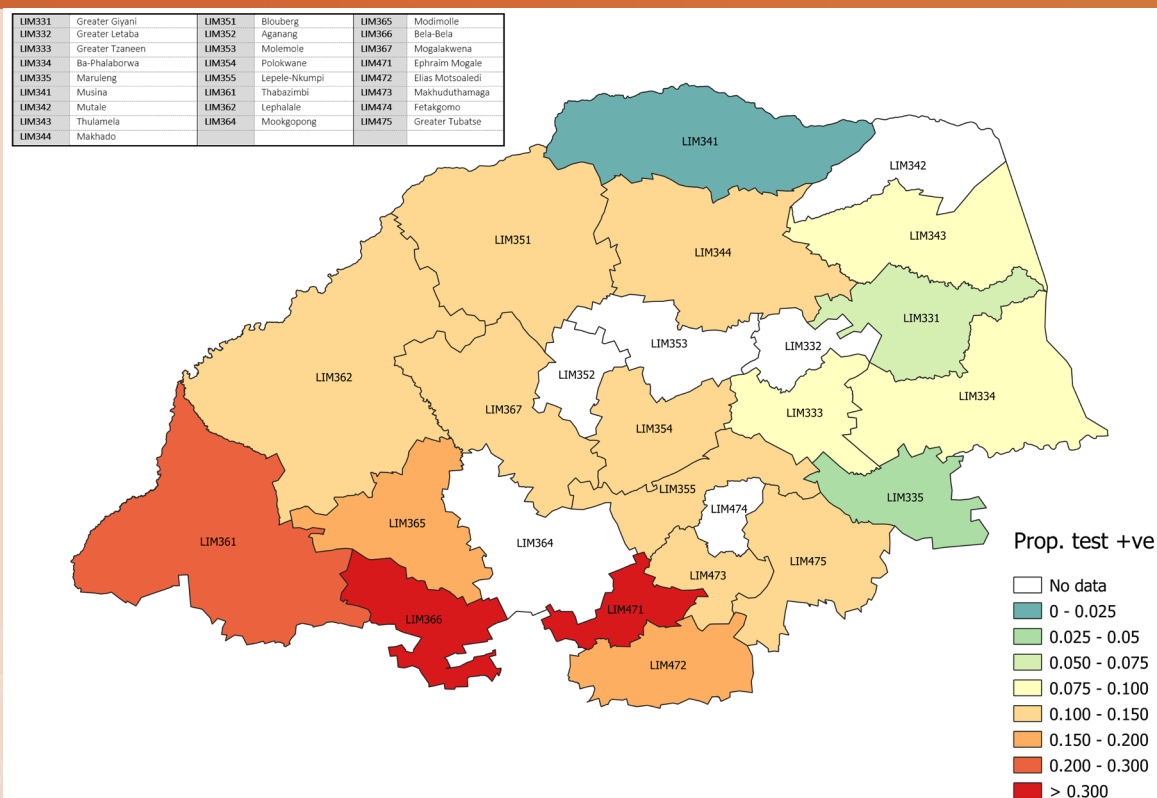 LIM331 Greater Giyani LIM351 Blouberg LIM365 Modimolle
LIM332 Greater Letaba LIM352 Aganang LIM366 Bela-Bela
LIM333 Greater Tzaneen LIM353 Molemole LIM367 Mogalakwena
LIM334 Ba-Phalaborwa LIM354 Polokwane LIM471 Ephraim Mogale
LIM335 Maruleng LIM355 Lepele-Nkumpi LIM472 Elias Motsoaledi
LIM341 Musina LIM361 Thabazimbi LIM473 Makhuduthamaga
LIM342 Mutale LIM362 Lephalale LIM474 Fetakgomo
LIM343 Thulamela LIM364 Mookgopong LIM475 Greater Tubatse
LIM344 Makhado
LIM341
LIM342
LIM351
LIM343
LIM344
LIM331
LIM353
LIM332
LIM352
LIM362
LIM334
LIM367
LIM333
LIM354
LIM355
LIM335
LIM474
LIM365
LIM361
LIM364
LIM475
LIM473
LIM471
LIM366
LIM472
Prop. test +ve
No data
0 - 0.025
0.025 - 0.05
0.050 - 0.075
0.075 - 0.100
0.100 - 0.150
0.150 - 0.200
0.200 - 0.300
> 0.300